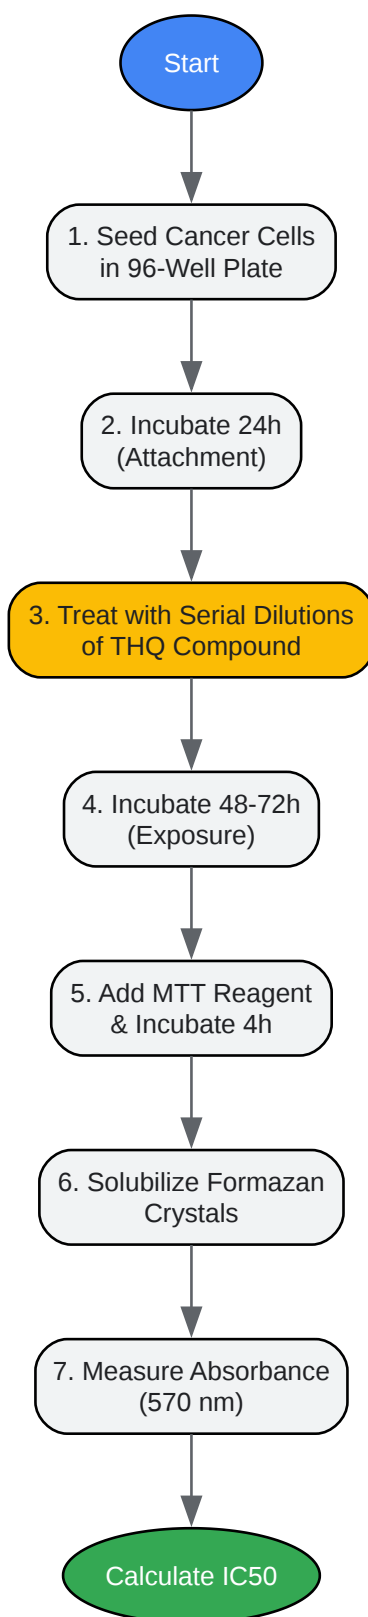 Start
1. Seed Cancer Cells
in 96-Well Plate
2. Incubate 24h
(Attachment)
3. Treat with Serial Dilutions
of THQ Compound
4. Incubate 48-72h
(Exposure)
5. Add MTT Reagent
& Incubate 4h
6. Solubilize Formazan
Crystals
7. Measure Absorbance
(570 nm)
Calculate IC50